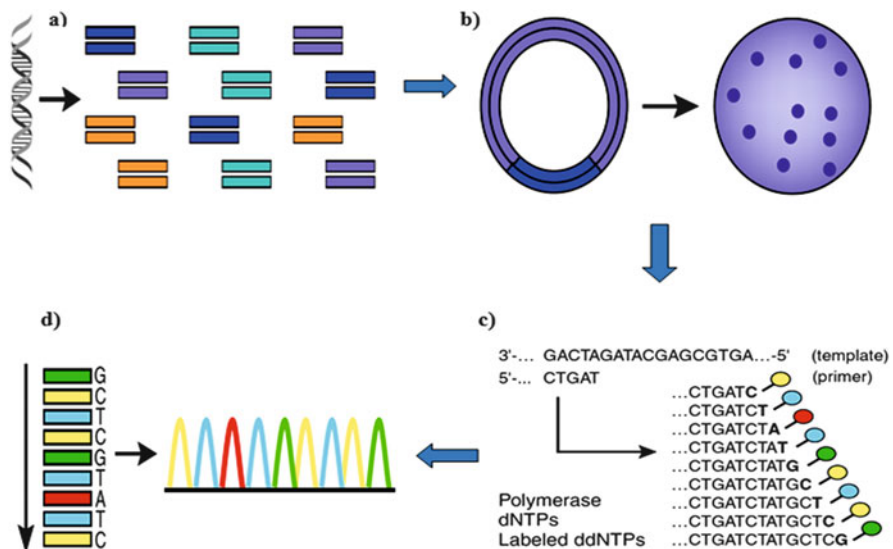 a)
b)
c)
3'-... GACTAGATACGAGCGTGA...-5' (template)
5'-... CTGAT (primer)
...CTGATC
...CTGATCT
...CTGATCTA
...CTGATCTAT
...CTGATCTATG
...CTGATCTATGC
...CTGATCTATGCT
...CTGATCTATGCTC
...CTGATCTATGCTCG
Polymerase
dNTPs
Labeled ddNTPs
d)
G
C
T
C
G
T
A
T
C